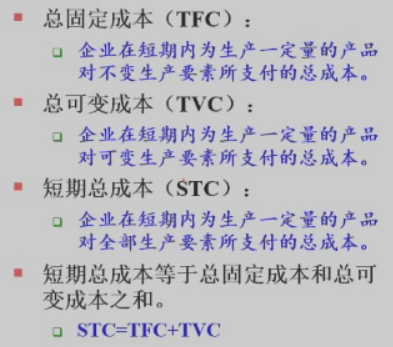 总固定成本（TFC）：
企业在短期内为生产一定量的产品
对不变生产要素所支付的总成本。
总可变成本（TVC）：
企业在短期内为生产一定量的产品
对可变生产要素所支付的总成本。
短期总成本（STC）：
企业在短期内为生产一定量的产品
对全部生产要素所支付的总成本。
短期总成本等于总固定成本和总可
变成本之和。
STC=TFC+TVC